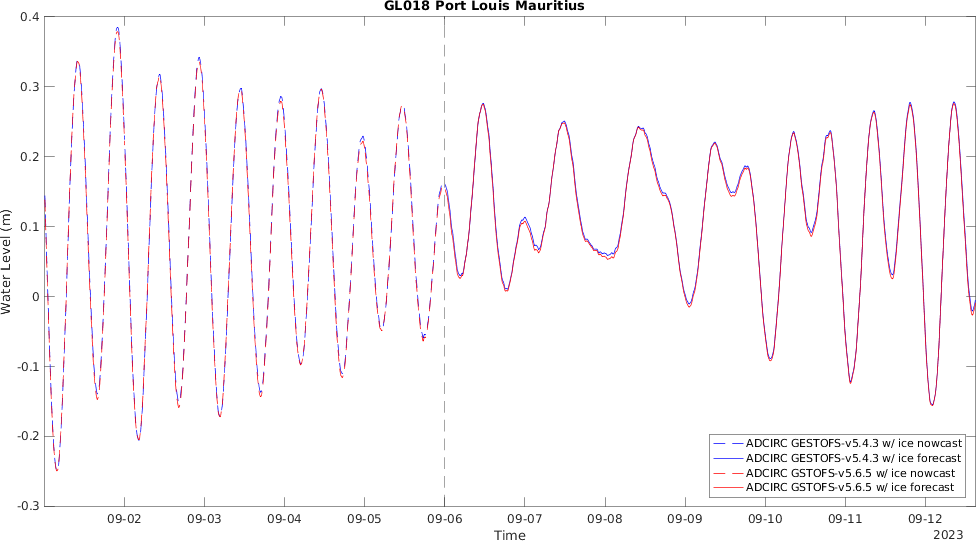 GL018 Port Louis Mauritius
Water Level (m)
0.4
0.3
0.2
0.1
0
-0.1
-0.2
-0.3
09-02 09-03 09-04 09-05 09-06 09-07 09-08 09-09 09-10 09-11 09-12
Time
2023
ADCIRC GESTOFS-v5.4.3 w/ ice nowcast
ADCIRC GESTOFS-v5.4.3 w/ ice forecast
ADCIRC GSTOFS-v5.6.5 w/ ice nowcast
ADCIRC GSTOFS-v5.6.5 w/ ice forecast